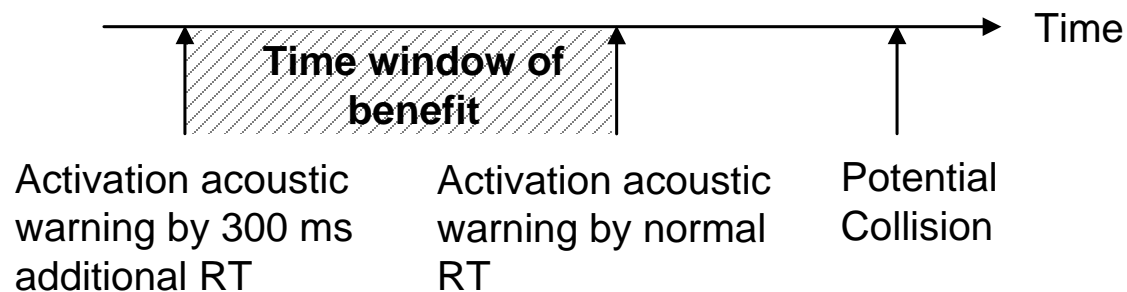 Time
Time window of
benefit
Activation acoustic
warning by 300 ms
additional RT
Activation acoustic
warning by normal
RT
Potential
Collision